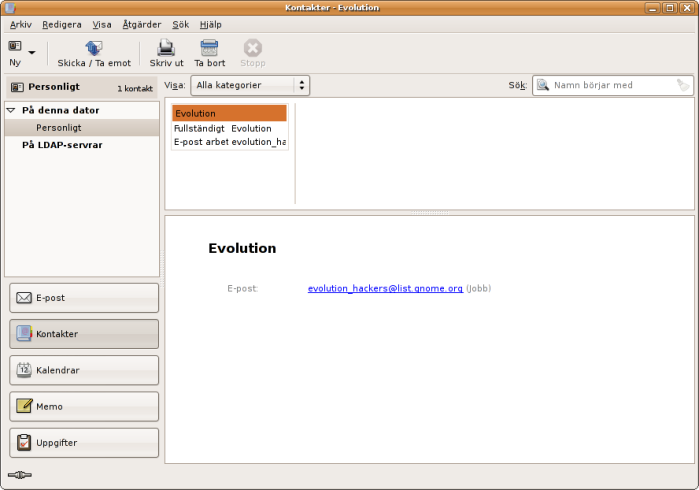 Kontakter - Evolution
Arkiv Redigera Visa Åtgärder Sök Hjälp
Ny Skicka / Ta emot Skriv ut Ta bort Stopp
Personligt 1 kontakt
Visa: Alla kategorier Sök: Namn börjar med
På denna dator
Personligt
På LDAP-servrar
Evolution
Fullständigt Evolution
E-post arbet evolution_ha
Evolution
E-post: evolution_hackers@list.gnome.org (Jobb)
E-post
Kontakter
12 Kalendrar
Memo
Uppgifter